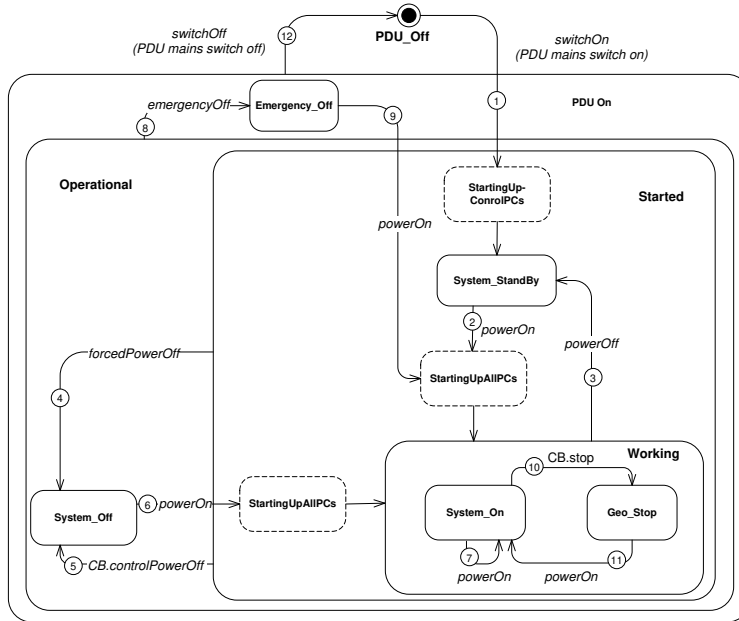 switchOff
(PDU mains switch off)
12
PDU_Off
switchOn
(PDU mains switch on)
emergencyOff
8
Emergency_Off
9
1
PDU On
Operational
StartingUp-
ConrolPCs
Started
powerOn
System_StandBy
2
powerOn
powerOff
forcedPowerOff
StartingUpAllPCs
3
4
Working
CB.stop
10
6
powerOn
StartingUpAllPCs
System_Off
System_On
Geo_Stop
7
11
5
CB.controlPowerOff
powerOn
powerOn